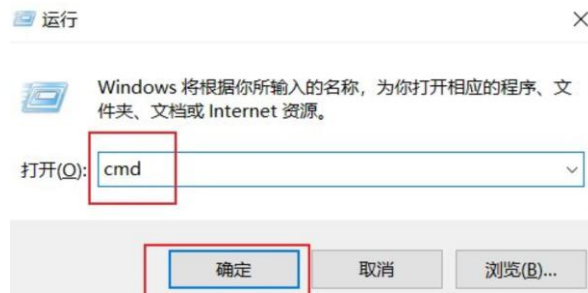 运行
Windows 将根据你所输入的名称，为你打开相应的程序、文
件夹、文档或 Internet 资源。
打开(O): cmd
确定 取消 浏览(B)...